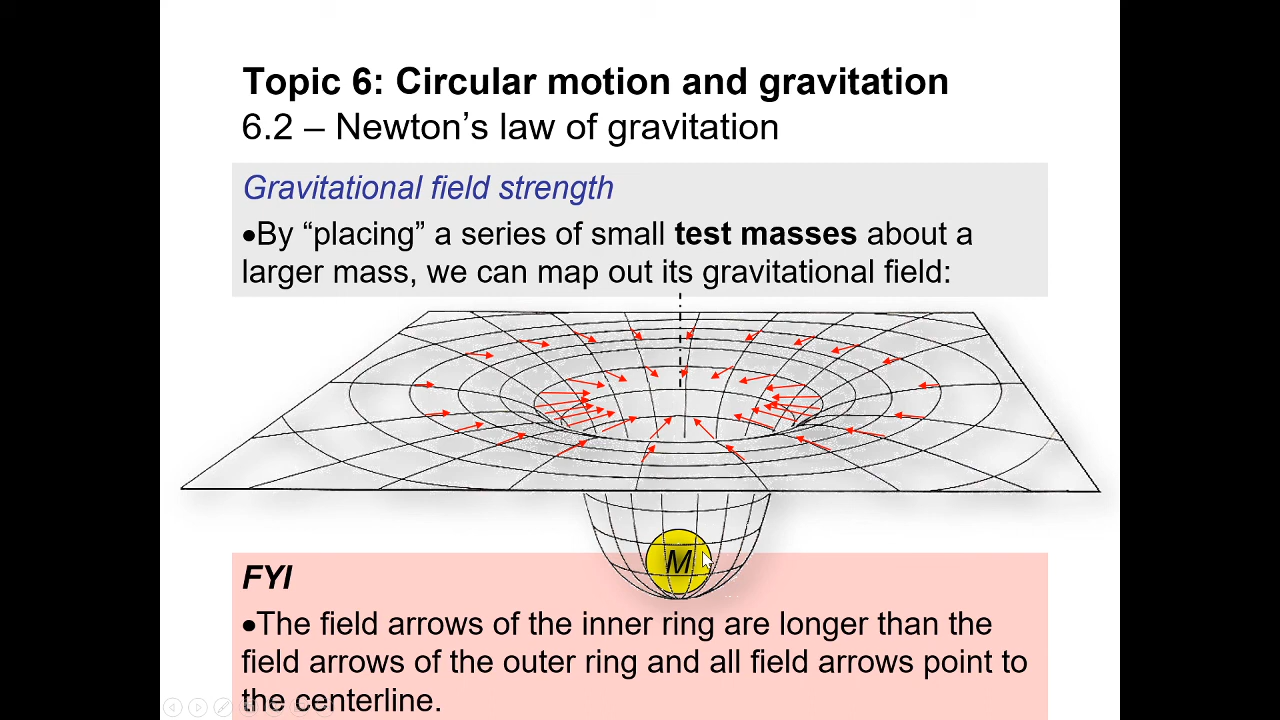 Topic 6: Circular motion and gravitation
6.2 – Newton’s law of gravitation
Gravitational field strength
•By “placing” a series of small test masses about a
larger mass, we can map out its gravitational field:
M
FYI
•The field arrows of the inner ring are longer than the
field arrows of the outer ring and all field arrows point to
the centerline.